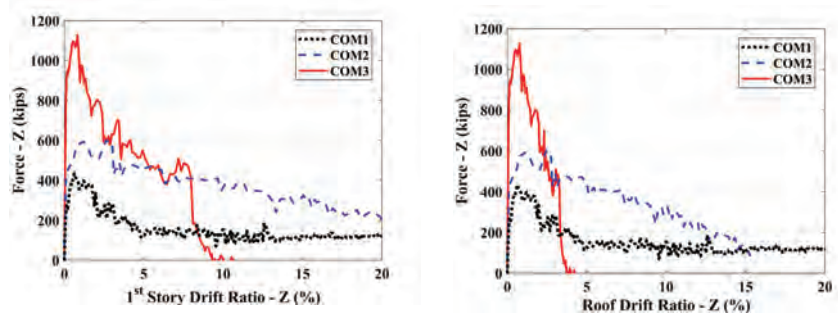 1200
1000
800
600
400
200
0
Force - Z (kips)
COM1
COM2
COM3
0 5 10 15 20
1st Story Drift Ratio - Z (%)
1200
1000
800
600
400
200
0
Force - Z (kips)
COM1
COM2
COM3
0 5 10 15 20
Roof Drift Ratio - Z (%)